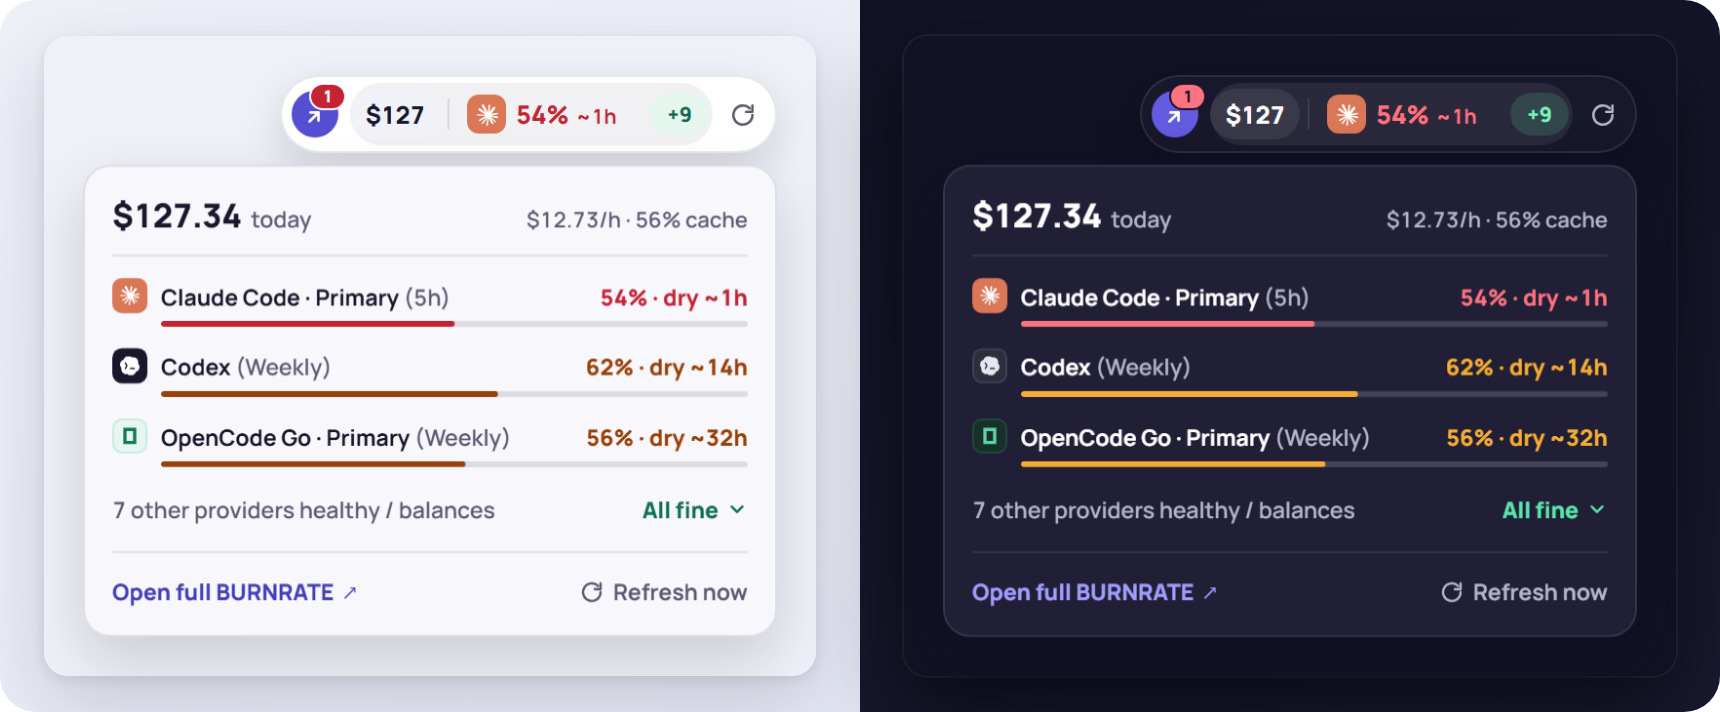 1
$127
54% ~1h
+9
$127.34 today
$12.73/h · 56% cache
Claude Code · Primary (5h)
54% · dry ~1h
Codex (Weekly)
62% · dry ~14h
OpenCode Go · Primary (Weekly)
56% · dry ~32h
7 other providers healthy / balances
All fine
Open full BURNRATE ↗
Refresh now
1
$127
54% ~1h
+9
$127.34 today
$12.73/h · 56% cache
Claude Code · Primary (5h)
54% · dry ~1h
Codex (Weekly)
62% · dry ~14h
OpenCode Go · Primary (Weekly)
56% · dry ~32h
7 other providers healthy / balances
All fine
Open full BURNRATE ↗
Refresh now